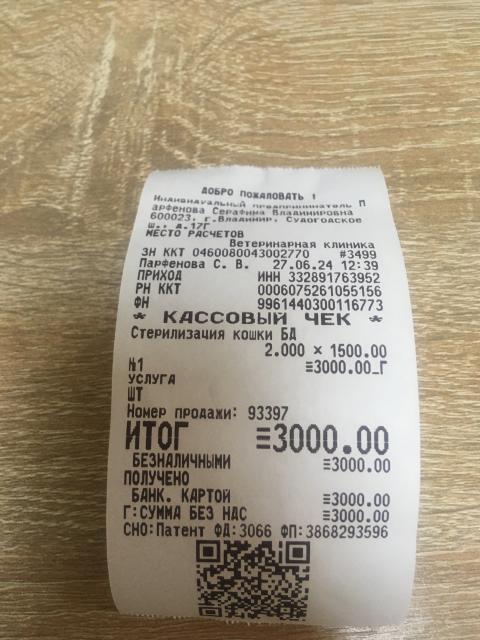 ДОБРО ПОЖАЛОВАТЬ !
Индивидуальный предприниматель П
арфенова Серафима Владимировна
600023, г.Владимир, Судогодское
ш., д.17Г
МЕСТО РАСЧЕТОВ
Ветеринарная клиника
ЗН ККТ 0460080043002770 #3499
Парфенова С. В. 27.06.24 12:39
ПРИХОД ИНН 332891763952
РН ККТ 0006075261055156
ФН 9961440300116773
* КАССОВЫЙ ЧЕК *
Стерилизация кошки БД
2.000 × 1500.00
№1 ≡3000.00_Г
УСЛУГА
ШТ
Номер продажи: 93397
ИТОГ ≡3000.00
БЕЗНАЛИЧНЫМИ ≡3000.00
ПОЛУЧЕНО
БАНК. КАРТОЙ ≡3000.00
Г:СУММА БЕЗ НДС ≡3000.00
СНО:Патент ФД:3066 ФП:3868293596